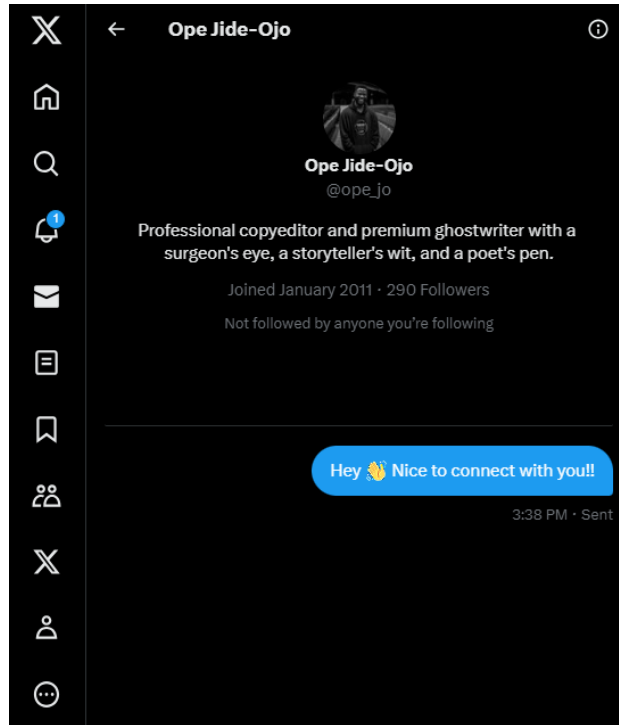 Ope Jide-Ojo
Ope Jide-Ojo
@ope_jo
Professional copyeditor and premium ghostwriter with a
surgeon's eye, a storyteller's wit, and a poet's pen.
Joined January 2011 · 290 Followers
Not followed by anyone you're following
1
Hey 👋 Nice to connect with you!!
3:38 PM · Sent